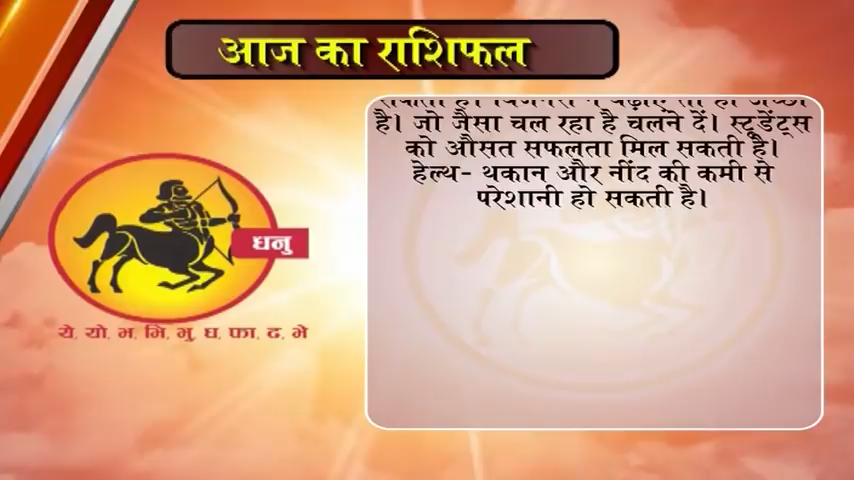 आज का राशिफल
है। जो जैसा चल रहा है चलने दें। स्टूडेंट्स
को औसत सफलता मिल सकती है।
हेल्थ- थकान और नींद की कमी से
परेशानी हो सकती है।
धनु
ये, यो, भ, भि, भु, ध, फा, ढ, भे